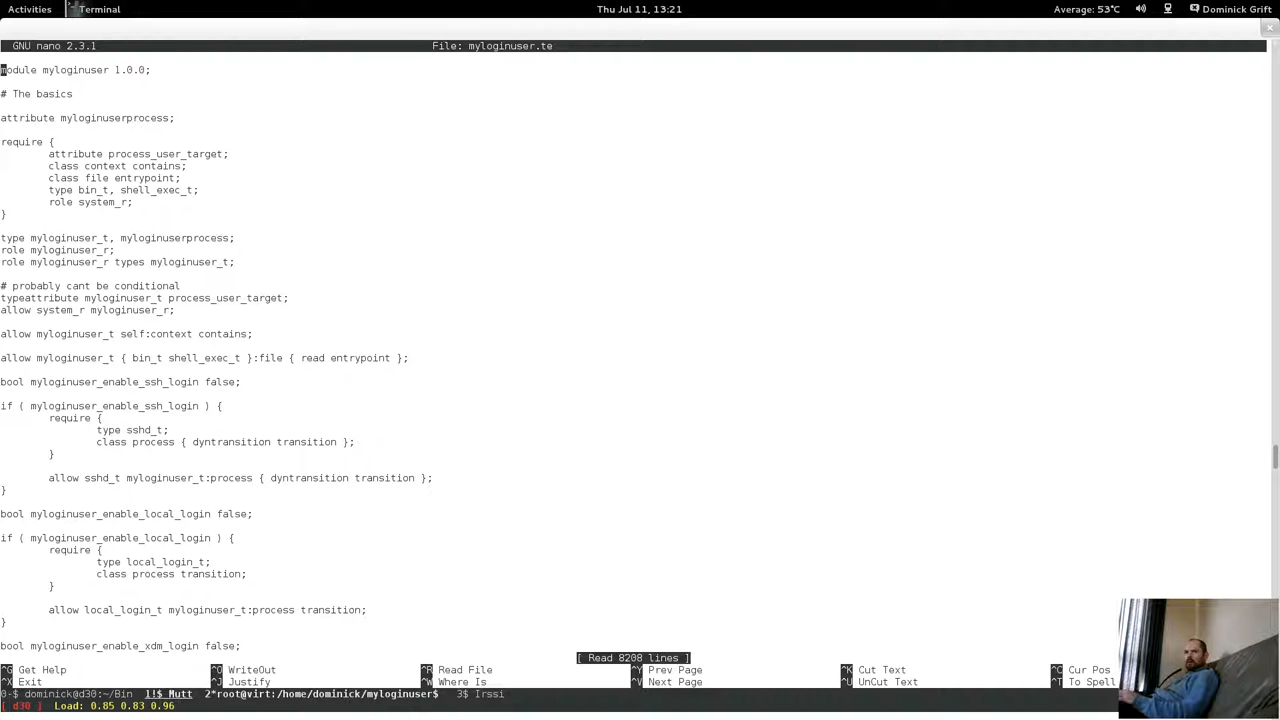 Activities Terminal Thu Jul 11, 13:21 Average: 53°C Dominick Grift
GNU nano 2.3.1 File: myloginuser.te
module myloginuser 1.0.0;
# The basics
attribute myloginuserprocess;
require {
attribute process_user_target;
class context contains;
class file entrypoint;
type bin_t, shell_exec_t;
role system_r;
}
type myloginuser_t, myloginuserprocess;
role myloginuser_r;
role myloginuser_r types myloginuser_t;
# probably cant be conditional
typeattribute myloginuser_t process_user_target;
allow system_r myloginuser_r;
allow myloginuser_t self:context contains;
allow myloginuser_t { bin_t shell_exec_t }:file { read entrypoint };
bool myloginuser_enable_ssh_login false;
if ( myloginuser_enable_ssh_login ) {
require {
type sshd_t;
class process { dyntransition transition };
}
allow sshd_t myloginuser_t:process { dyntransition transition };
}
bool myloginuser_enable_local_login false;
if ( myloginuser_enable_local_login ) {
require {
type local_login_t;
class process transition;
}
allow local_login_t myloginuser_t:process transition;
}
bool myloginuser_enable_xdm_login false;
[ Read 8208 lines ]
^G Get Help ^O WriteOut ^R Read File ^Y Prev Page ^K Cut Text ^C Cur Pos
^X Exit ^J Justify ^W Where Is ^V Next Page ^U UnCut Text ^T To Spell
0-$ dominick@d30:~/Bin 1!$ Mutt 2*root@virt:/home/dominick/myloginuser$ 3$ Irssi
[ d30 ] Load: 0.85 0.83 0.96